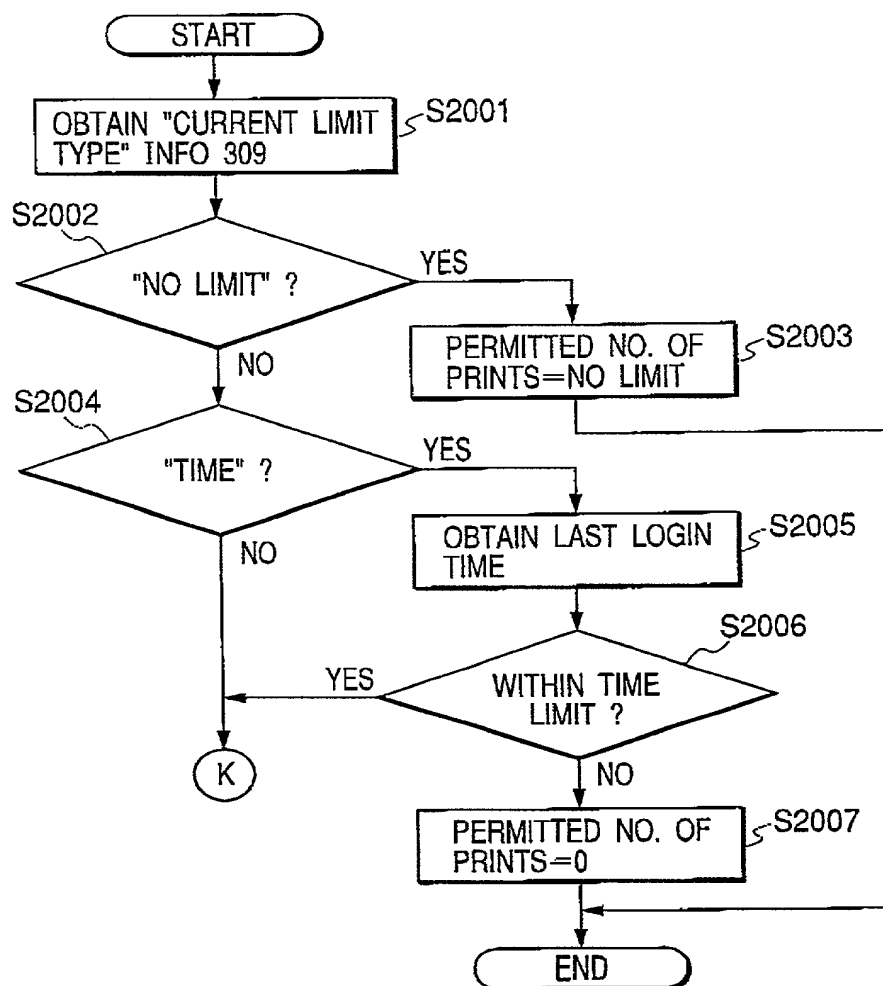 START
S2001
OBTAIN "CURRENT LIMIT
TYPE" INFO 309
S2002
"NO LIMIT" ?
YES
NO
S2003
PERMITTED NO. OF
PRINTS=NO LIMIT
S2004
"TIME" ?
YES
NO
S2005
OBTAIN LAST LOGIN
TIME
S2006
WITHIN TIME
LIMIT ?
YES
NO
K
S2007
PERMITTED NO. OF
PRINTS=0
END